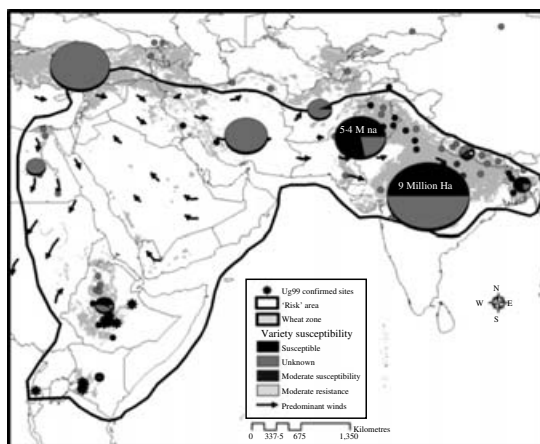 5·4 M na
9 Million Ha
Ug99 confirmed sites
'Risk' area
Wheat zone
Variety susceptibility
Susceptible
Unknown
Moderate susceptibility
Moderate resistance
Predominant winds
N
W E
S
Kilometres
0 337·5 675 1,350